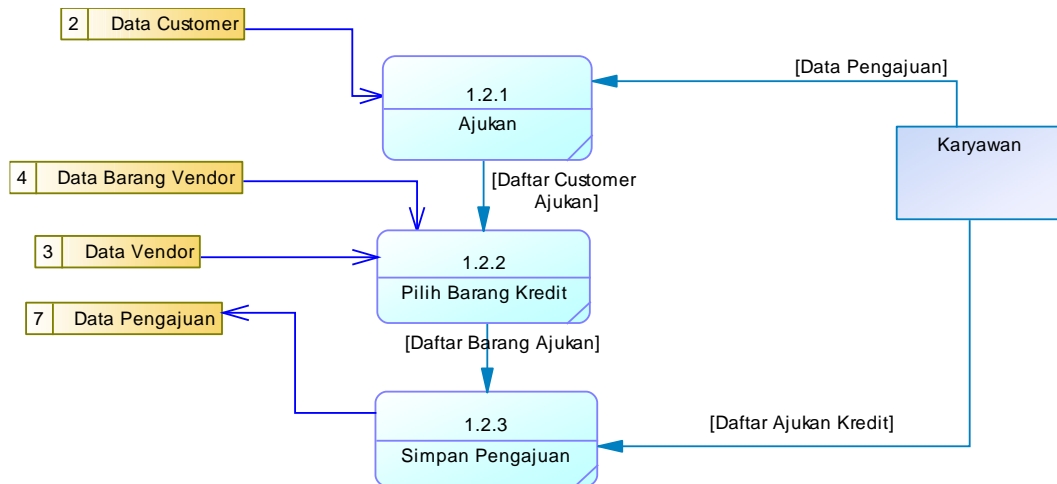 2 Data Customer
[Data Pengajuan]
1.2.1
Ajukan
Karyawan
4 Data Barang Vendor
[Daftar Customer
Ajukan]
3 Data Vendor
1.2.2
Pilih Barang Kredit
7 Data Pengajuan
[Daftar Barang Ajukan]
[Daftar Ajukan Kredit]
1.2.3
Simpan Pengajuan